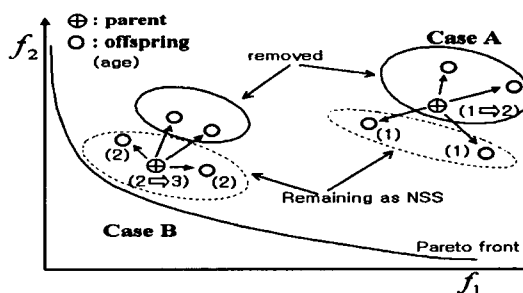 f2
⊕ : parent
○ : offspring
(age)
removed
Case A
(1⇒2)
(1)
(1)
(2)
(2⇒3)
(2)
Remaining as NSS
Case B
Pareto front
f1